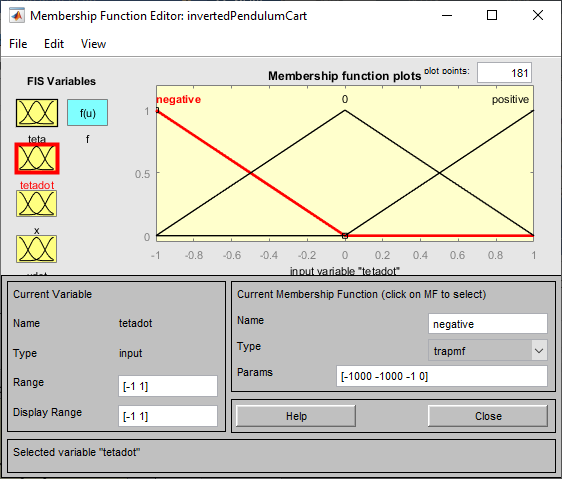 Membership Function Editor: invertedPendulumCart
File Edit View
FIS Variables
f(u)
teta
f
tetadot
x
Membership function plots
plot points:
181
negative
0
positive
1
0.5
0
-1 -0.8 -0.6 -0.4 -0.2 0 0.2 0.4 0.6 0.8 1
input variable "tetadot"
Current Variable
Name tetadot
Type input
Range [-1 1]
Display Range [-1 1]
Current Membership Function (click on MF to select)
Name negative
Type trapmf
Params [-1000 -1000 -1 0]
Help
Close
Selected variable "tetadot"